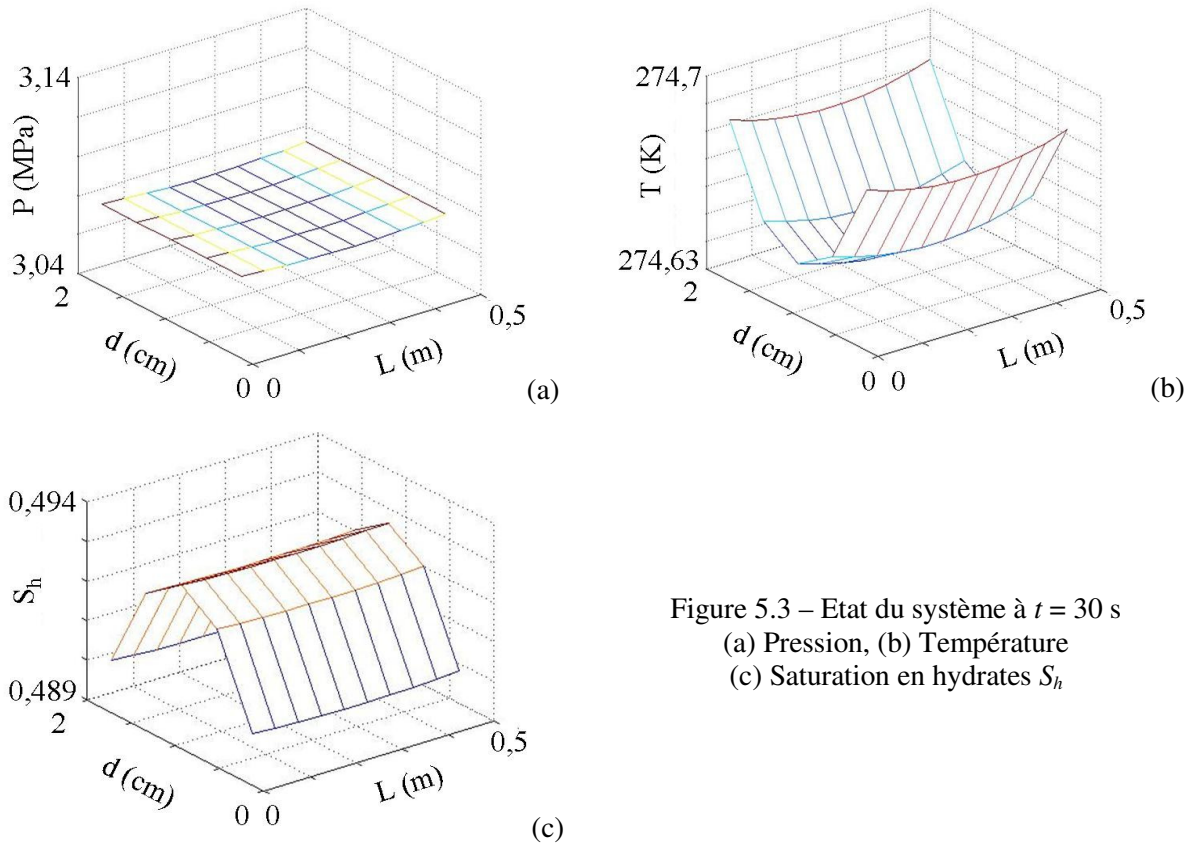 3,14
P (MPa)
3,04
2
d (cm)
0 0
L (m)
0,5
(a)
274,7
T (K)
274,63
2
d (cm)
0 0
L (m)
0,5
(b)
0,494
S_h
0,489
2
d (cm)
0 0
L (m)
0,5
(c)
Figure 5.3 – Etat du système à t = 30 s
(a) Pression, (b) Température
(c) Saturation en hydrates S_h